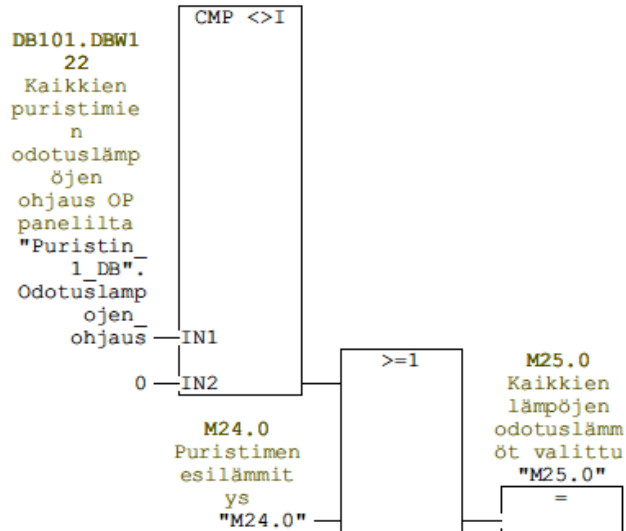 CMP <>I
DB101.DBW1
22
Kaikkien
puristimie
n
odotuslämp
öjen
ohjaus OP
panelilta
"Puristin_
1_DB".
Odotuslamp
ojen_
ohjaus
IN1
0
IN2
>=1
M24.0
Puristimen
esilämmit
ys
"M24.0"
M25.0
Kaikkien
lämpöjen
odotuslämm
öt valittu
"M25.0"
=